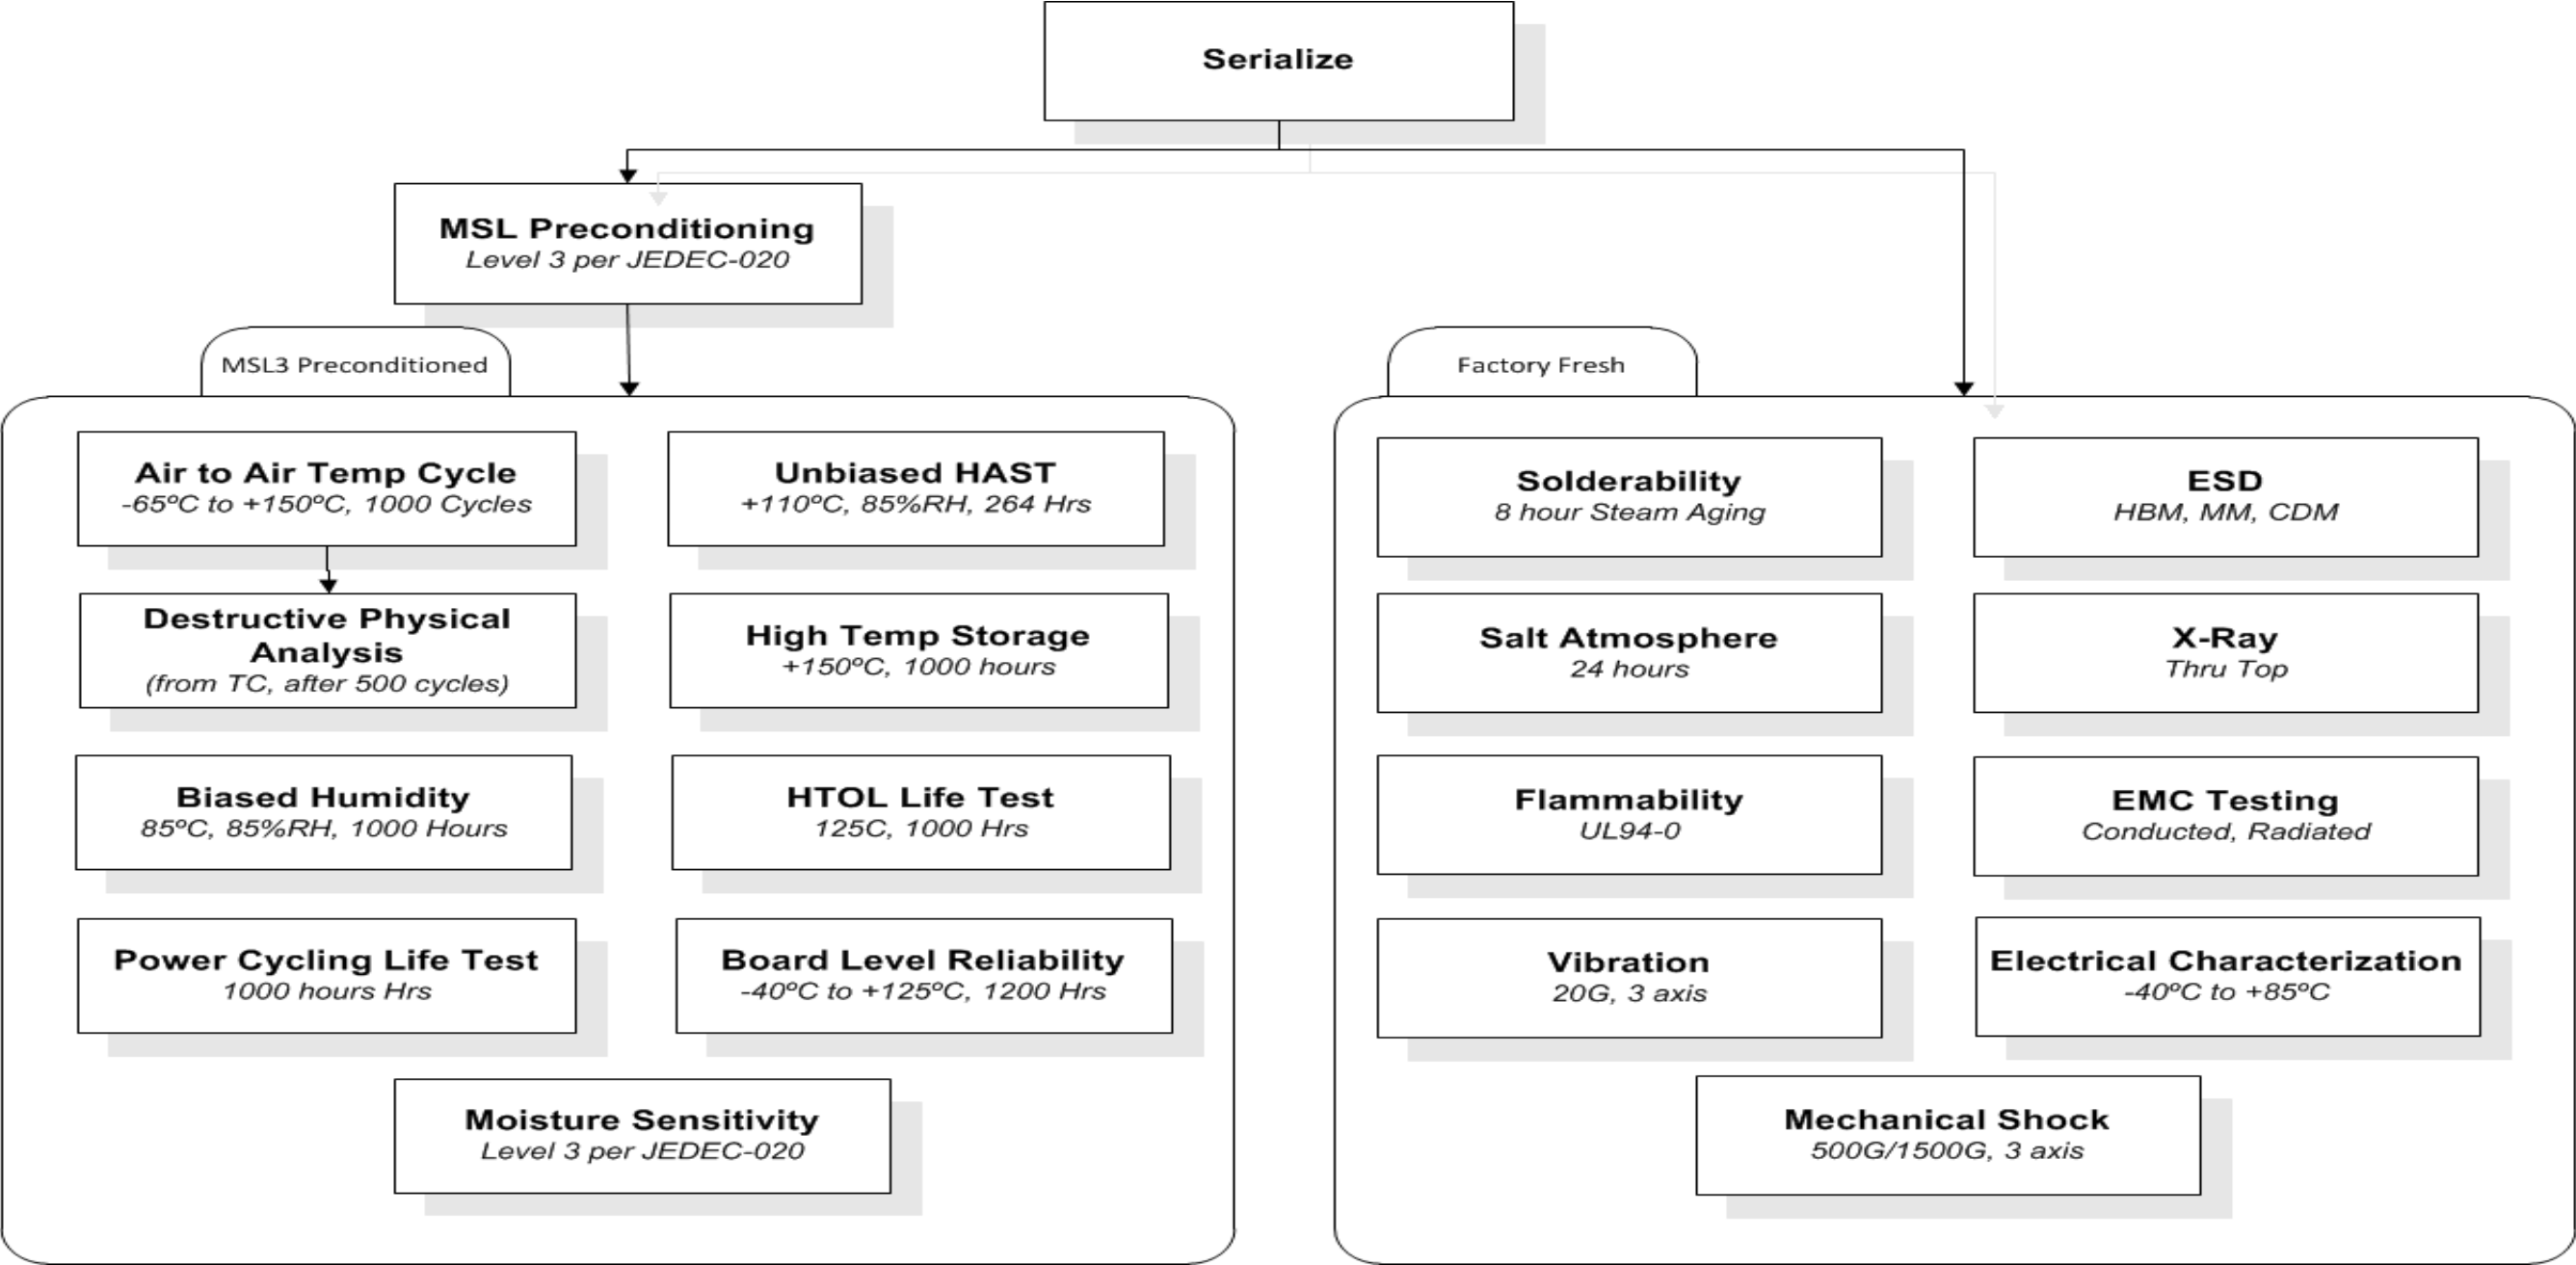 Serialize
MSL Preconditioning
Level 3 per JEDEC-020
MSL3 Preconditioned
Air to Air Temp Cycle
-65ºC to +150ºC, 1000 Cycles
Unbiased HAST
+110ºC, 85%RH, 264 Hrs
Destructive Physical
Analysis
(from TC, after 500 cycles)
High Temp Storage
+150ºC, 1000 hours
Biased Humidity
85ºC, 85%RH, 1000 Hours
HTOL Life Test
125C, 1000 Hrs
Power Cycling Life Test
1000 hours Hrs
Board Level Reliability
-40ºC to +125ºC, 1200 Hrs
Moisture Sensitivity
Level 3 per JEDEC-020
Factory Fresh
Solderability
8 hour Steam Aging
ESD
HBM, MM, CDM
Salt Atmosphere
24 hours
X-Ray
Thru Top
Flammability
UL94-0
EMC Testing
Conducted, Radiated
Vibration
20G, 3 axis
Electrical Characterization
-40ºC to +85ºC
Mechanical Shock
500G/1500G, 3 axis